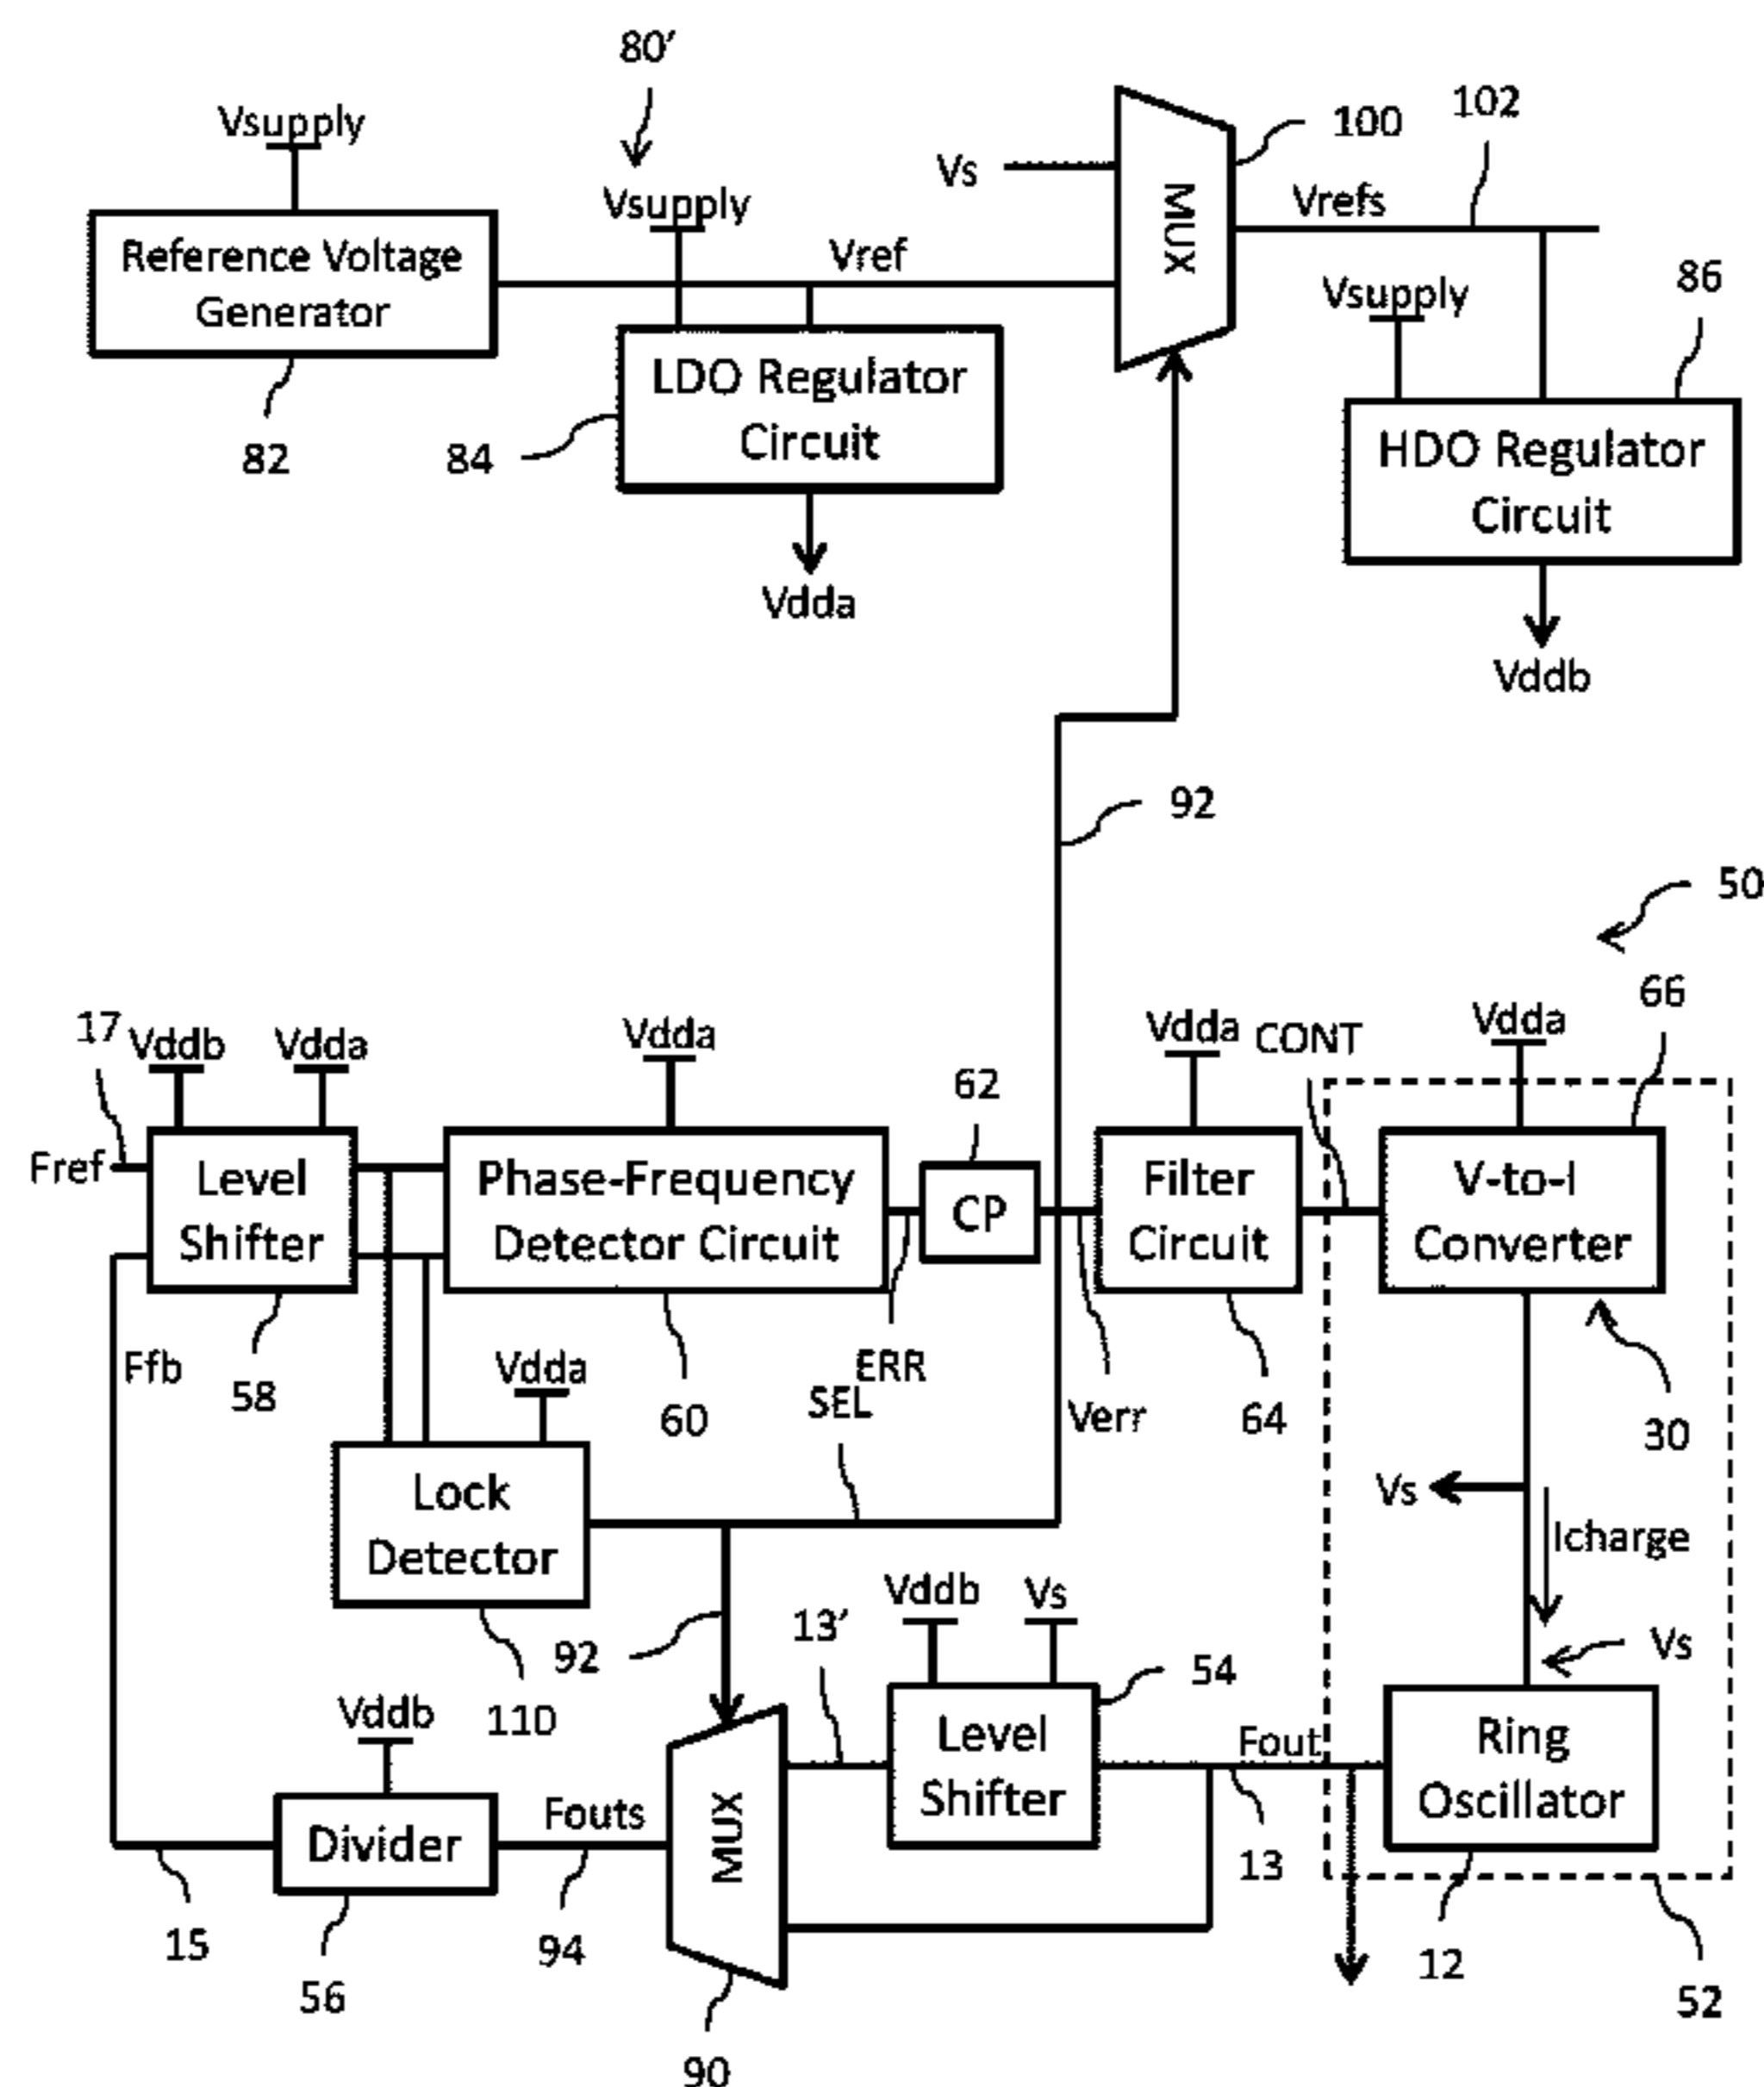 80'
Vsupply
Vs
100
102
MUX
Vrefs
Reference Voltage
Generator
Vsupply
Vref
82
84
LDO Regulator
Circuit
Vdda
Vsupply
86
HDO Regulator
Circuit
Vddb
92
50
17
Vddb
Vdda
Vdda
62
Vdda
CONT
Vdda
66
Fref
Level
Shifter
Phase-Frequency
Detector Circuit
CP
Filter
Circuit
V-to-I
Converter
Ffb
58
Vdda
60
ERR
SEL
Verr
64
30
Lock
Detector
Vs
Icharge
92
13'
Vddb
Vs
54
Vs
110
Vddb
Level
Shifter
Fout
Ring
Oscillator
Divider
Fouts
MUX
13
15
56
94
90
12
52